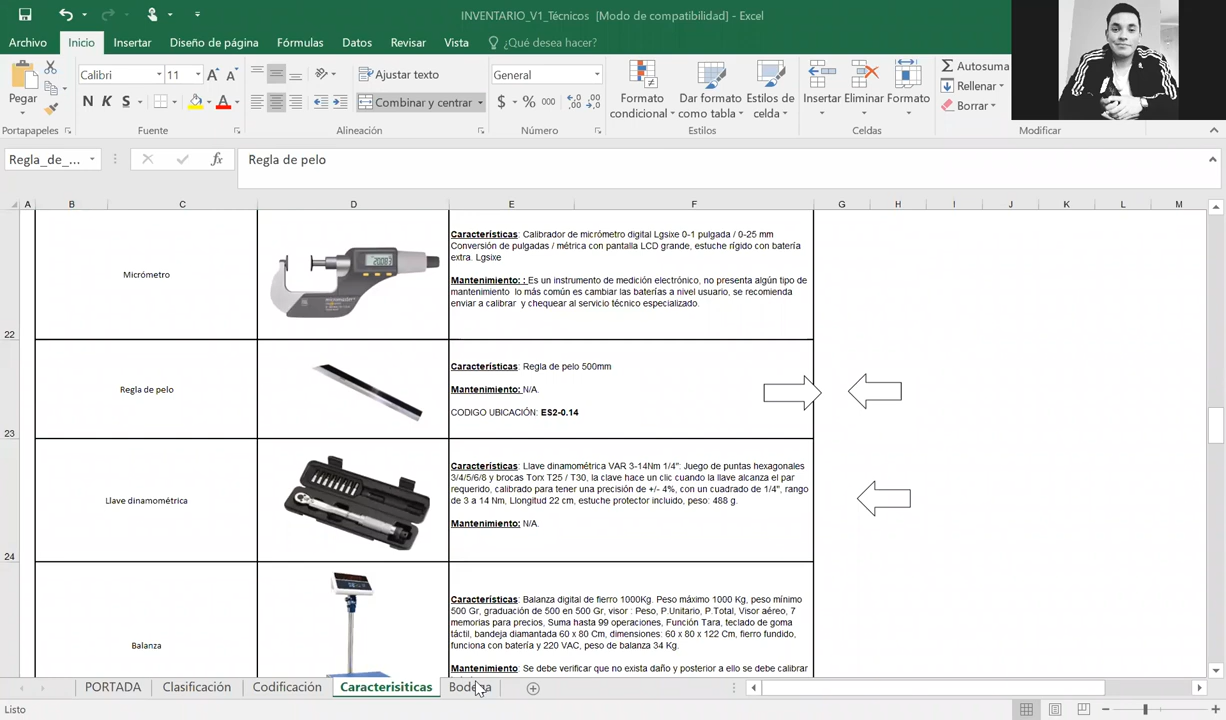 INVENTARIO_V1_Técnicos [Modo de compatibilidad] - Excel
Archivo Inicio Insertar Diseño de página Fórmulas Datos Revisar Vista ¿Qué desea hacer?
Pegar
Calibri 11
N K S
Ajustar texto
Combinar y centrar
General
$ % 000
Formato condicional
Dar formato como tabla
Estilos de celda
Insertar Eliminar Formato
Autosuma
Rellenar
Borrar
Portapapeles Fuente Alineación Número Estilos Celdas Modificar
Regla_de_... fx Regla de pelo
A B C D E F G H I J K L M
22
Micrómetro
Características: Calibrador de micrómetro digital Lgsixe 0-1 pulgada / 0-25 mm
Conversión de pulgadas / métrica con pantalla LCD grande, estuche rígido con batería
extra. Lgsixe
Mantenimiento: : Es un instrumento de medición electrónico, no presenta algún tipo de
mantenimiento lo más común es cambiar las baterías a nivel usuario, se recomienda
enviar a calibrar y chequear al servicio técnico especializado.
23
Regla de pelo
Características: Regla de pelo 500mm
Mantenimiento: N/A.
CODIGO UBICACIÓN: ES2-0.14
24
Llave dinamométrica
Características: Llave dinamométrica VAR 3-14Nm 1/4": Juego de puntas hexagonales
3/4/5/6/8 y brocas Torx T25 / T30, la clave hace un clic cuando la llave alcanza el par
requerido, calibrado para tener una precisión de +/- 4%, con un cuadrado de 1/4", rango
de 3 a 14 Nm, Llongitud 22 cm, estuche protector incluido, peso: 488 g.
Mantenimiento: N/A.
Balanza
Características: Balanza digital de fierro 1000Kg. Peso máximo 1000 Kg, peso mínimo
500 Gr, graduación de 500 en 500 Gr, visor : Peso, P.Unitario, P.Total, Visor aéreo, 7
memorias para precios, Suma hasta 99 operaciones, Función Tara, teclado de goma
táctil, bandeja diamantada 60 x 80 Cm, dimensiones: 60 x 80 x 122 Cm, fierro fundido,
funciona con batería y 220 VAC, peso de balanza 34 Kg.
Mantenimiento: Se debe verificar que no exista daño y posterior a ello se debe calibrar
PORTADA Clasificación Codificación Caracterisiticas Bodega
Listo